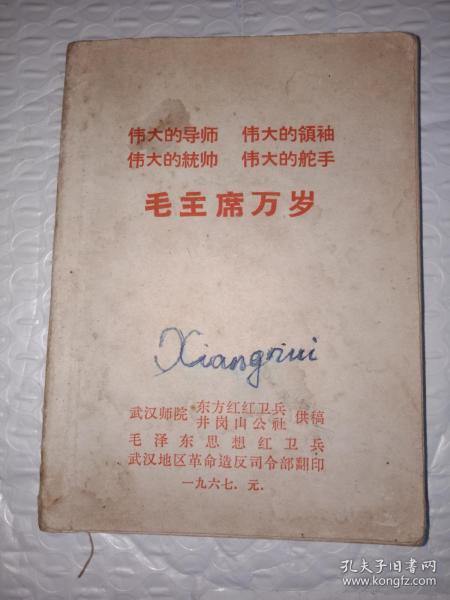 伟大的导师 伟大的領袖
伟大的統帅 伟大的舵手
毛主席万岁
武汉师院 东方红红卫兵 供稿
井岗山公社
毛泽东思想红卫兵
武汉地区革命造反司令部翻印
一九六七.元.
孔夫子旧书网
www.kongfz.com